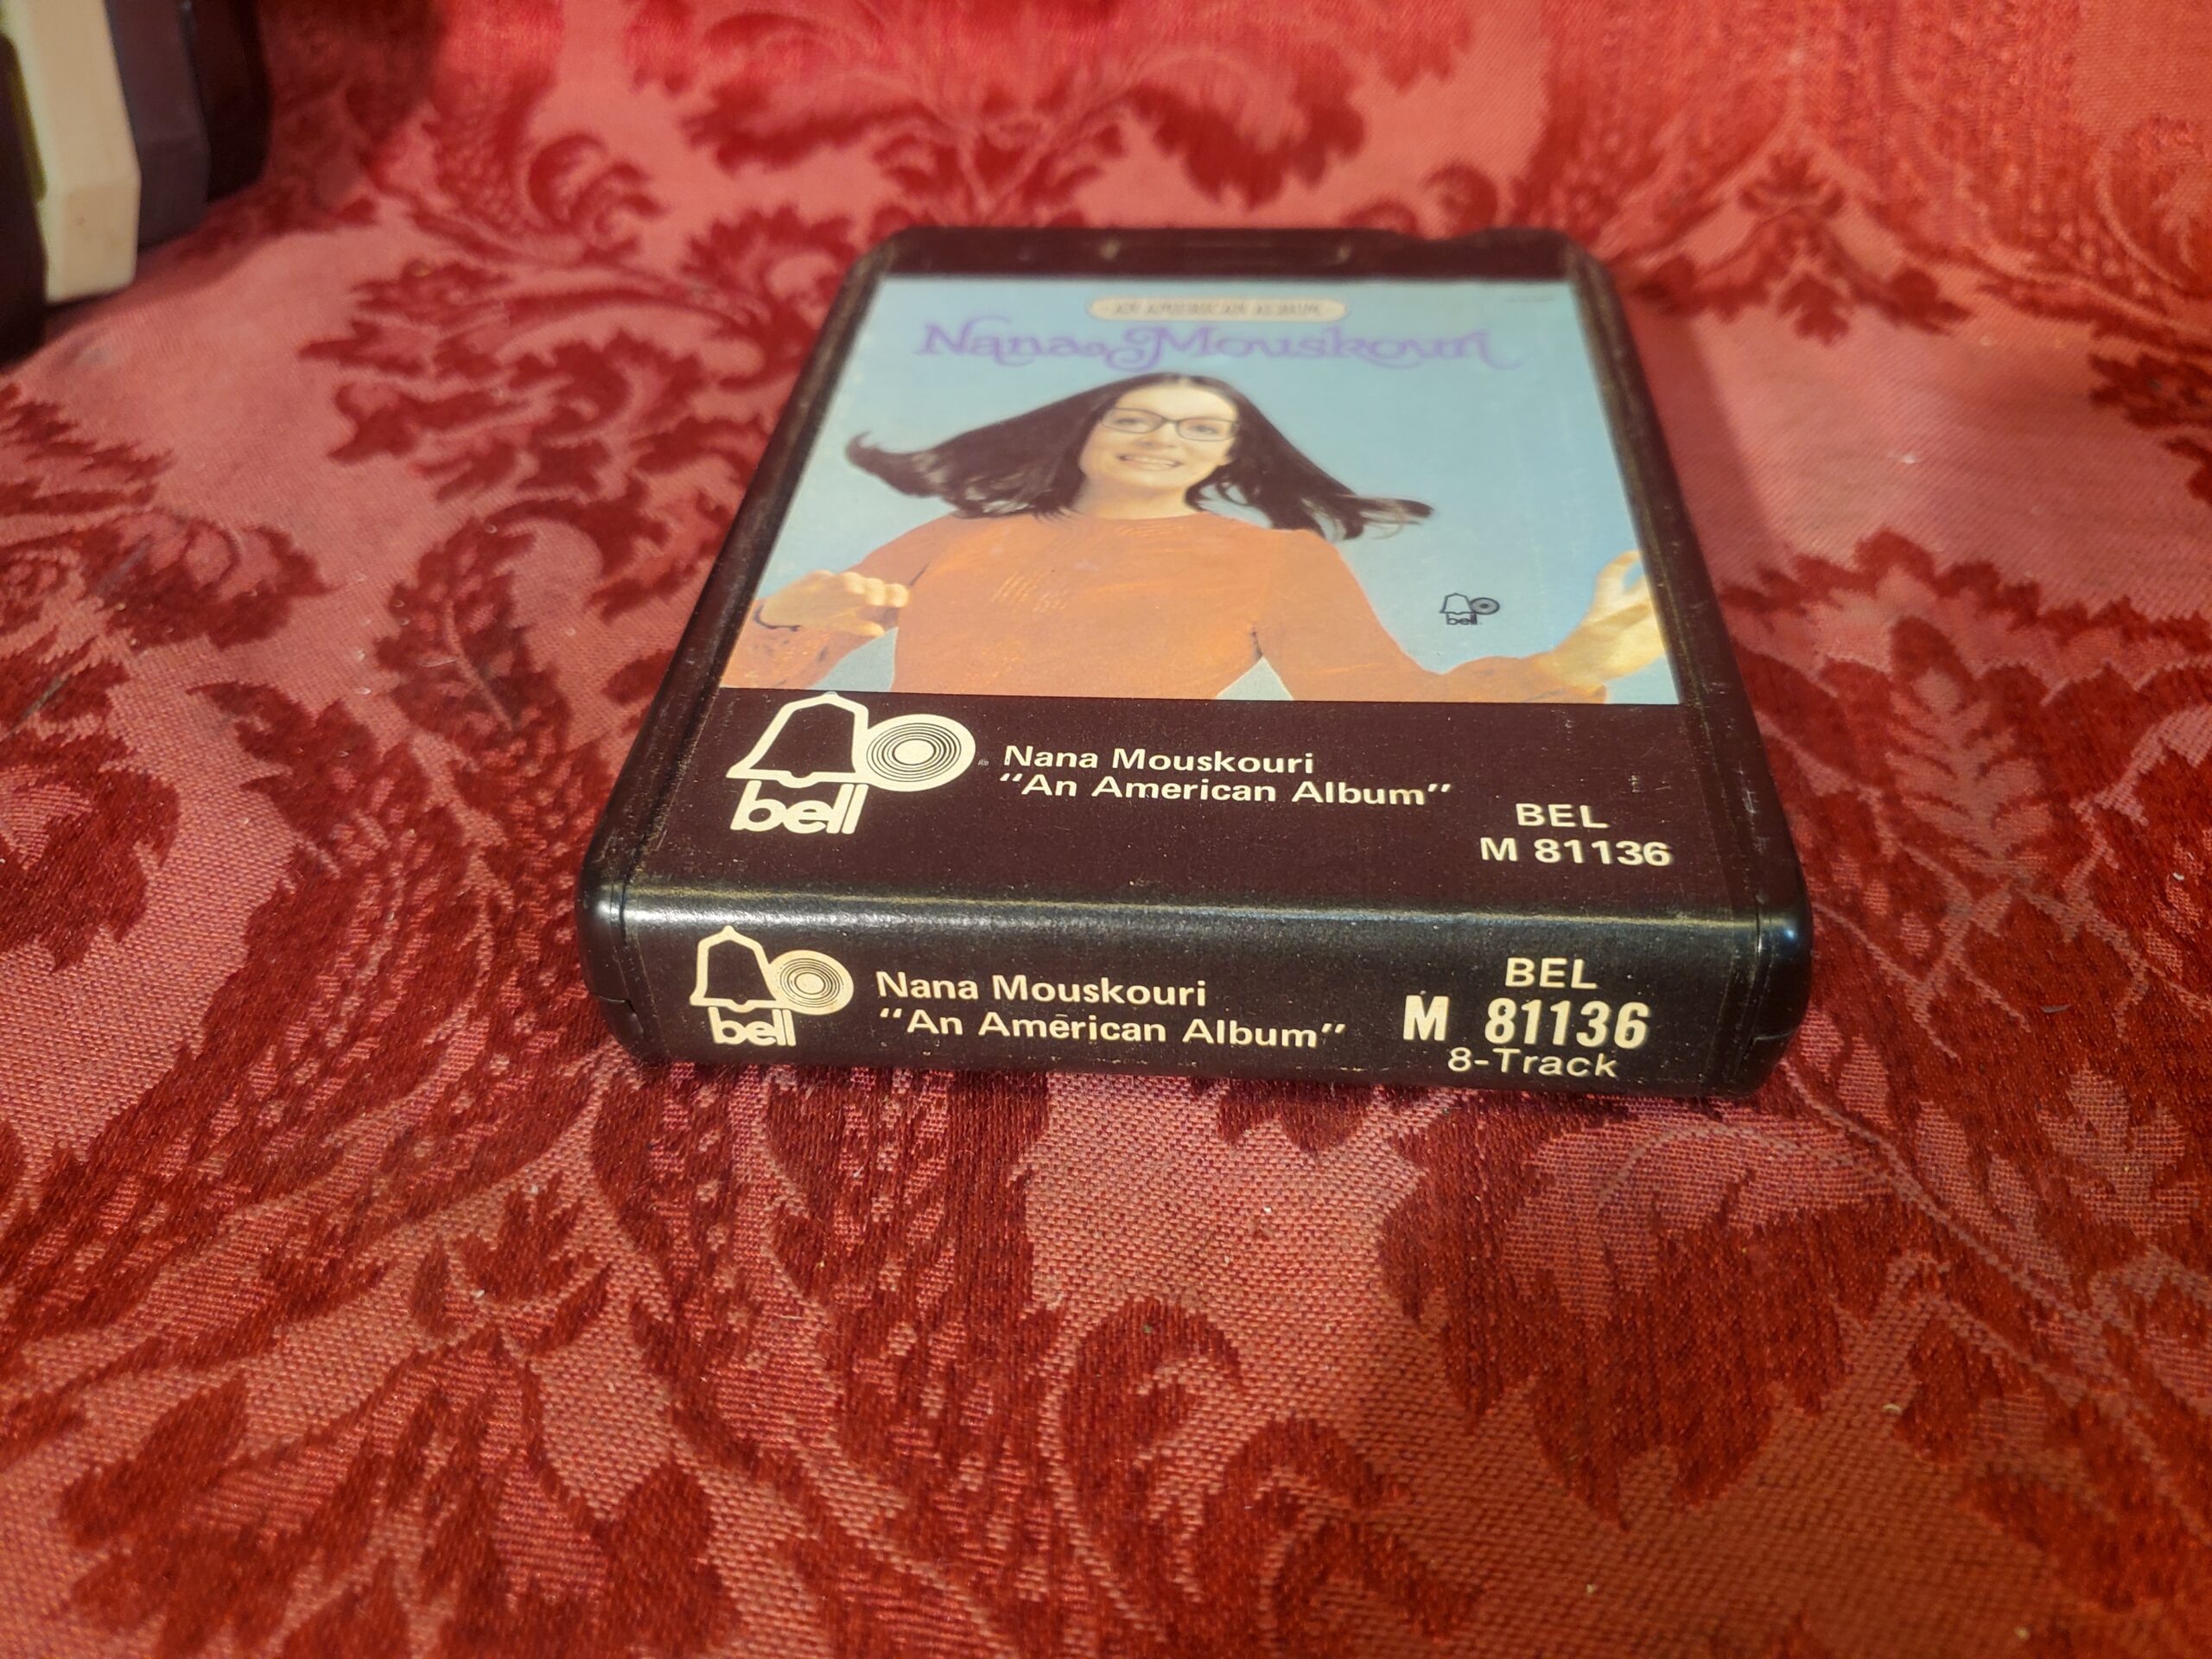 AN AMERICAN ALBUM
Nana Mouskouri
bell
bell
Nana Mouskouri
"An American Album"
BEL
M 81136
bell
Nana Mouskouri
"An American Album"
BEL
M 81136
8-Track